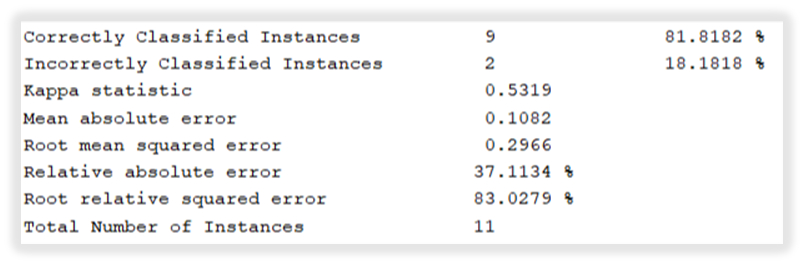 Correctly Classified Instances 9 81.8182 %
Incorrectly Classified Instances 2 18.1818 %
Kappa statistic 0.5319
Mean absolute error 0.1082
Root mean squared error 0.2966
Relative absolute error 37.1134 %
Root relative squared error 83.0279 %
Total Number of Instances 11